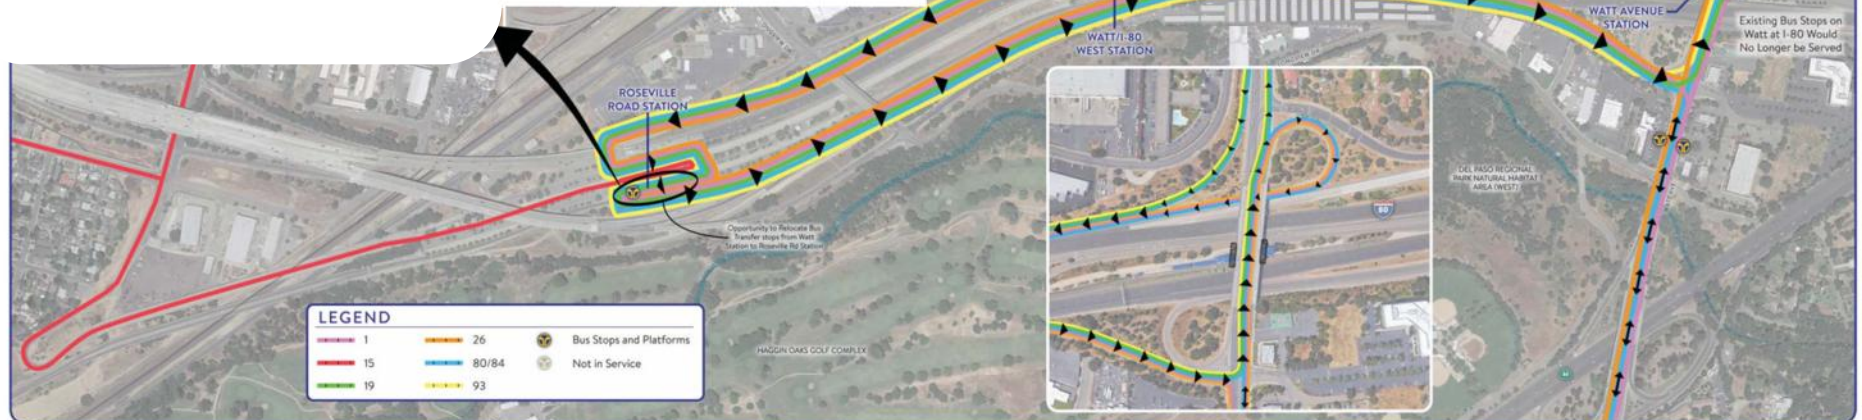 WATT AVENUE
STATION
Existing Bus Stops on
Watt at I-80 Would
No Longer be Served
WATT/I-80
WEST STATION
ROSEVILLE
ROAD STATION
DEL PASO REGIONAL
PARK NATURAL HABITAT
AREA (WEST)
80
Opportunity to Relocate Bus
Transfer stops from Watt
Station to Roseville Rd Station
HAGGIN OAKS GOLF COMPLEX
LEGEND
1
15
19
26
80/84
93
Bus Stops and Platforms
Not in Service